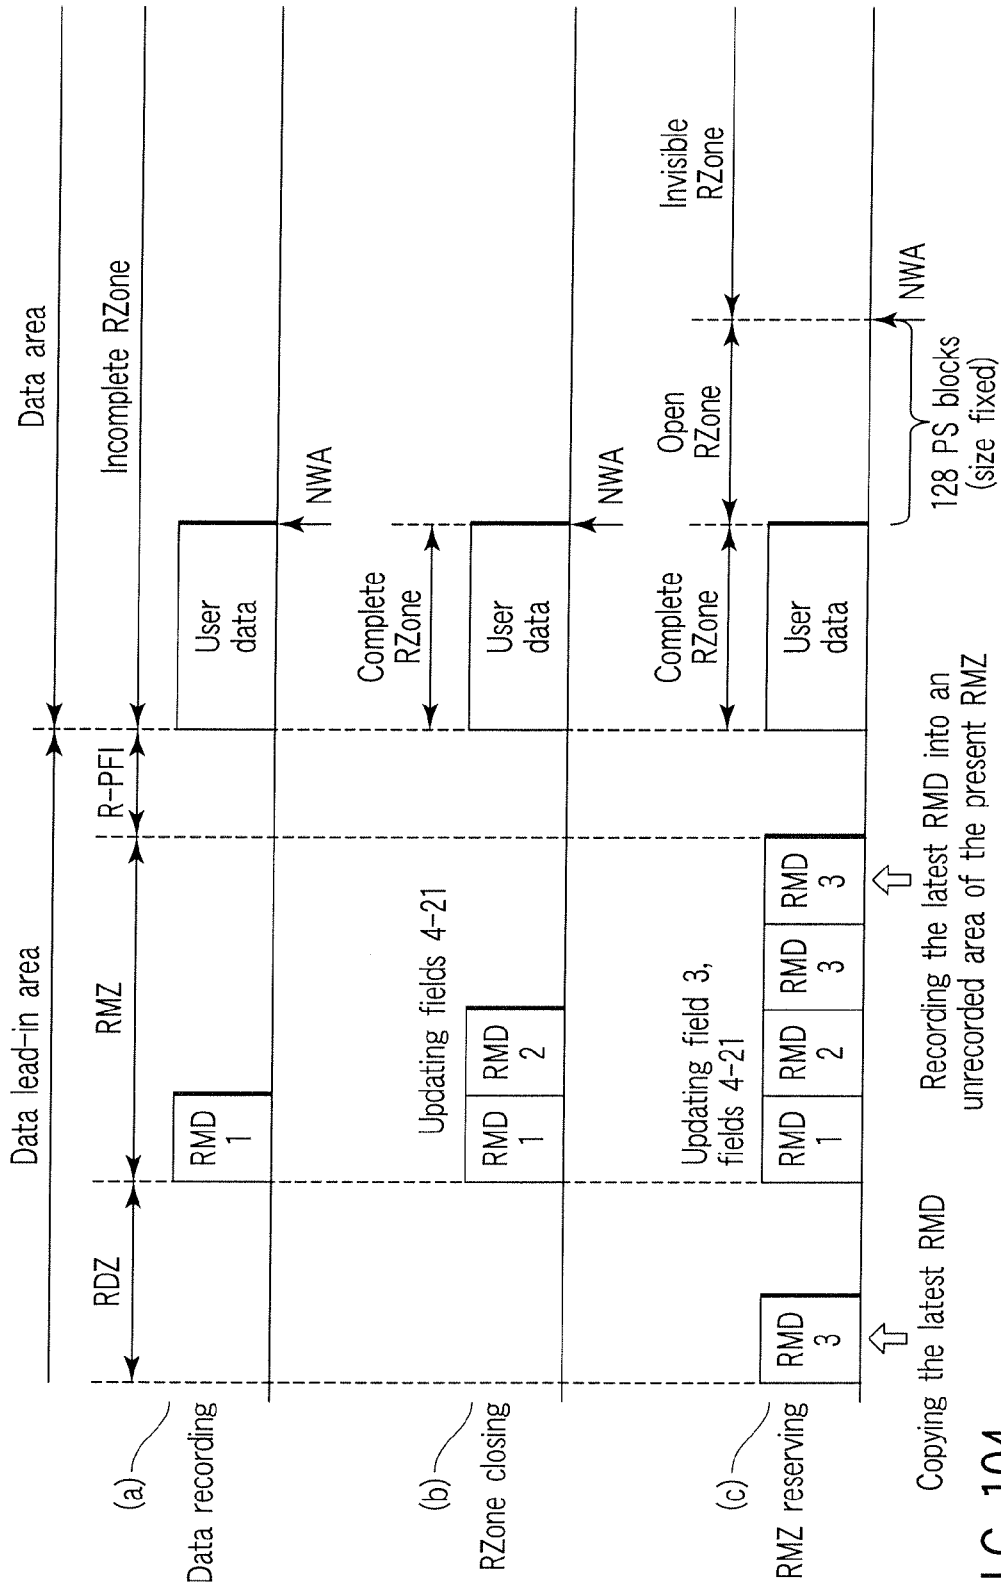 Data lead-in area
Data area
RDZ
RMZ
R-PFI
Incomplete RZone
(a)
Data recording
RMD
1
User
data
NWA
(b)
RZone closing
Updating fields 4-21
RMD
1
RMD
2
Complete
RZone
User
data
NWA
(c)
RMZ reserving
Updating field 3,
fields 4-21
Complete
RZone
Open
RZone
Invisible
RZone
RMD
3
RMD
1
RMD
2
RMD
3
RMD
3
User
data
NWA
Copying the latest RMD
Recording the latest RMD into an
unrecorded area of the present RMZ
128 PS blocks
(size fixed)